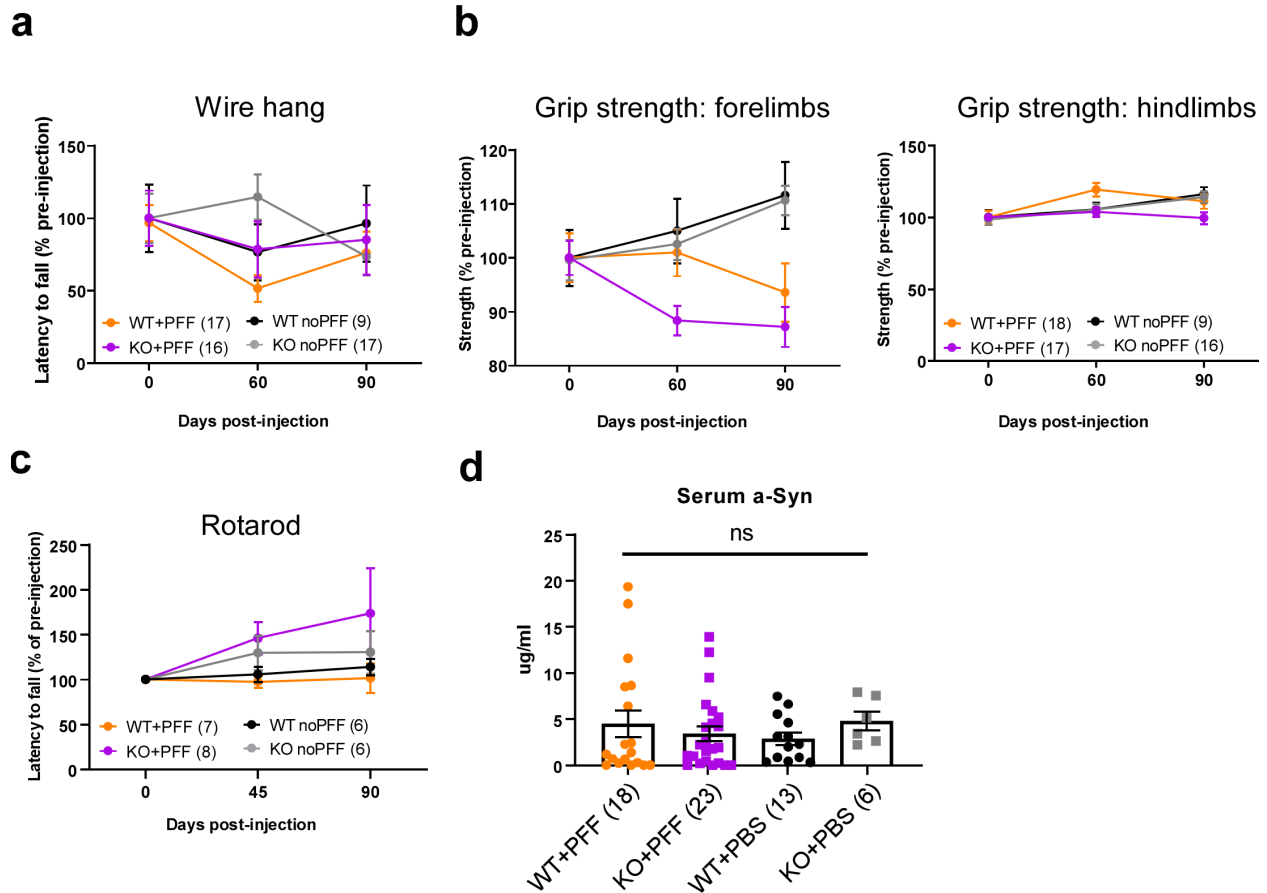 a
Wire hang
Latency to fall (% pre-injection)
150
100
50
0
WT+PFF (17)
KO+PFF (16)
WT noPFF (9)
KO noPFF (17)
0
60
90
Days post-injection
b
Grip strength: forelimbs
Strength (% pre-injection)
120
110
100
90
80
0
60
90
Days post-injection
Grip strength: hindlimbs
Strength (% pre-injection)
150
100
50
0
WT+PFF (18)
KO+PFF (17)
WT noPFF (9)
KO noPFF (16)
0
60
90
Days post-injection
c
Rotarod
Latency to fall (% of pre-injection)
250
200
150
100
50
0
WT+PFF (7)
KO+PFF (8)
WT noPFF (6)
KO noPFF (6)
0
45
90
Days post-injection
d
Serum a-Syn
ns
ug/ml
25
20
15
10
5
0
WT+PFF (18)
KO+PFF (23)
WT+PBS (13)
KO+PBS (6)